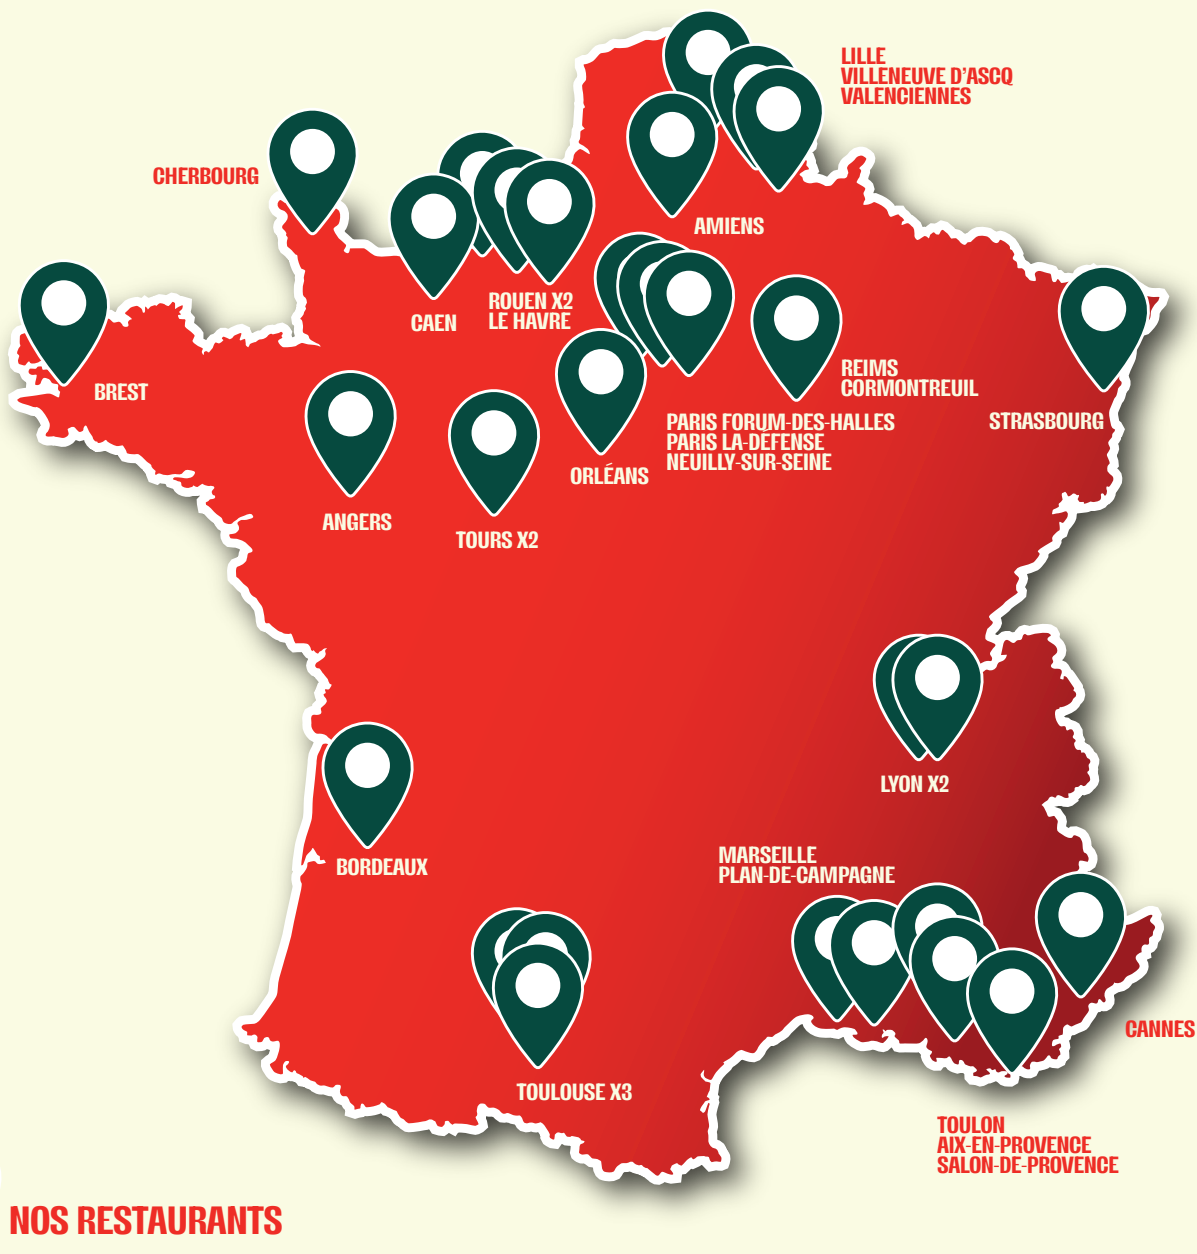 LILLE
VILLENEUVE D'ASCQ
VALENCIENNES
CHERBOURG
AMIENS
ROUEN X2
LE HAVRE
CAEN
REIMS
CORMONTREUIL
BREST
PARIS FORUM-DES-HALLES
PARIS LA-DÉFENSE
NEUILLY-SUR-SEINE
STRASBOURG
ORLÉANS
ANGERS
TOURS X2
LYON X2
MARSEILLE
PLAN-DE-CAMPAGNE
BORDEAUX
CANNES
TOULOUSE X3
TOULON
AIX-EN-PROVENCE
SALON-DE-PROVENCE
NOS RESTAURANTS